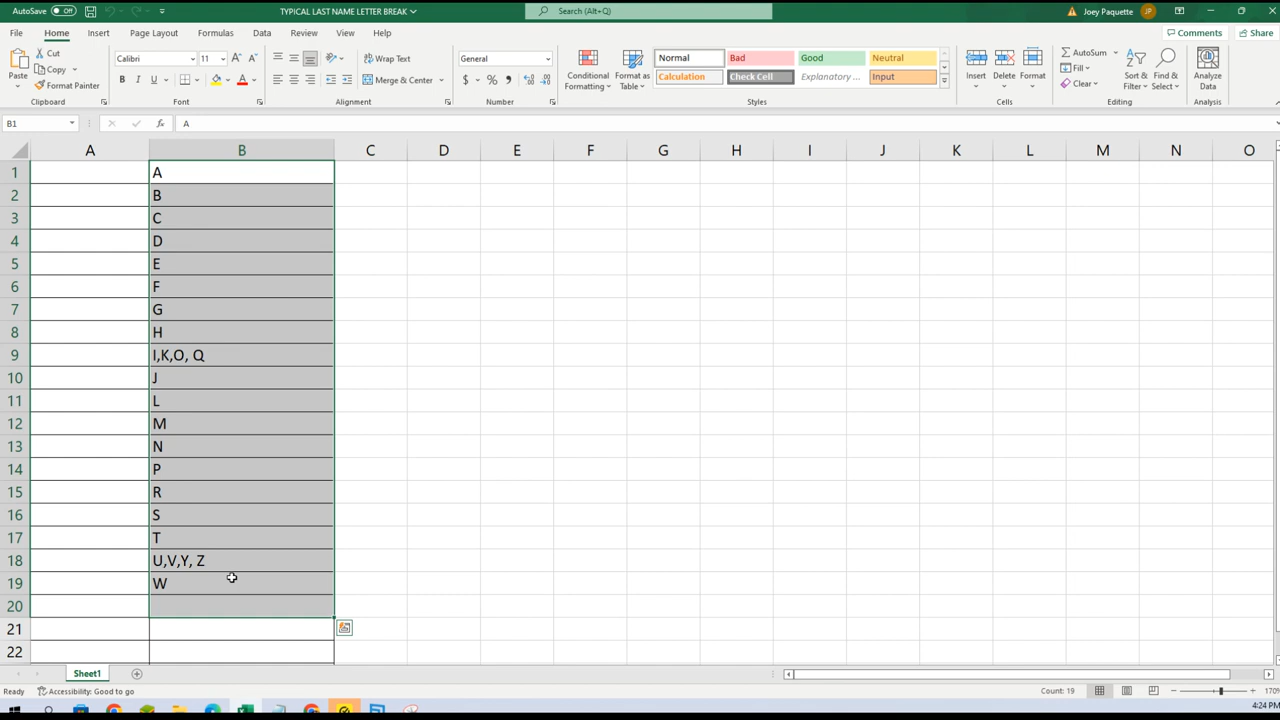 AutoSave Off TYPICAL LAST NAME LETTER BREAK Search (Alt+Q) Joey Paquette JP
File Home Insert Page Layout Formulas Data Review View Help Comments Share
Paste Cut Copy Format Painter Clipboard
Calibri 11 A A B I U A Font
Wrap Text Merge & Center Alignment
General $ % Number
Conditional Formatting Format as Table
Normal Bad Good Neutral
Calculation Check Cell Explanatory ... Input
Styles
Insert Delete Format Cells
AutoSum Fill Clear Sort & Filter Find & Select Editing
Analyze Data Analysis
B1 fx A
A B C D E F G H I J K L M N O
1 A
2 B
3 C
4 D
5 E
6 F
7 G
8 H
9 I,K,O, Q
10 J
11 L
12 M
13 N
14 P
15 R
16 S
17 T
18 U,V,Y, Z
19 W
20
21
22
Sheet1
Ready Accessibility: Good to go Count: 19 170%
4:24 PM